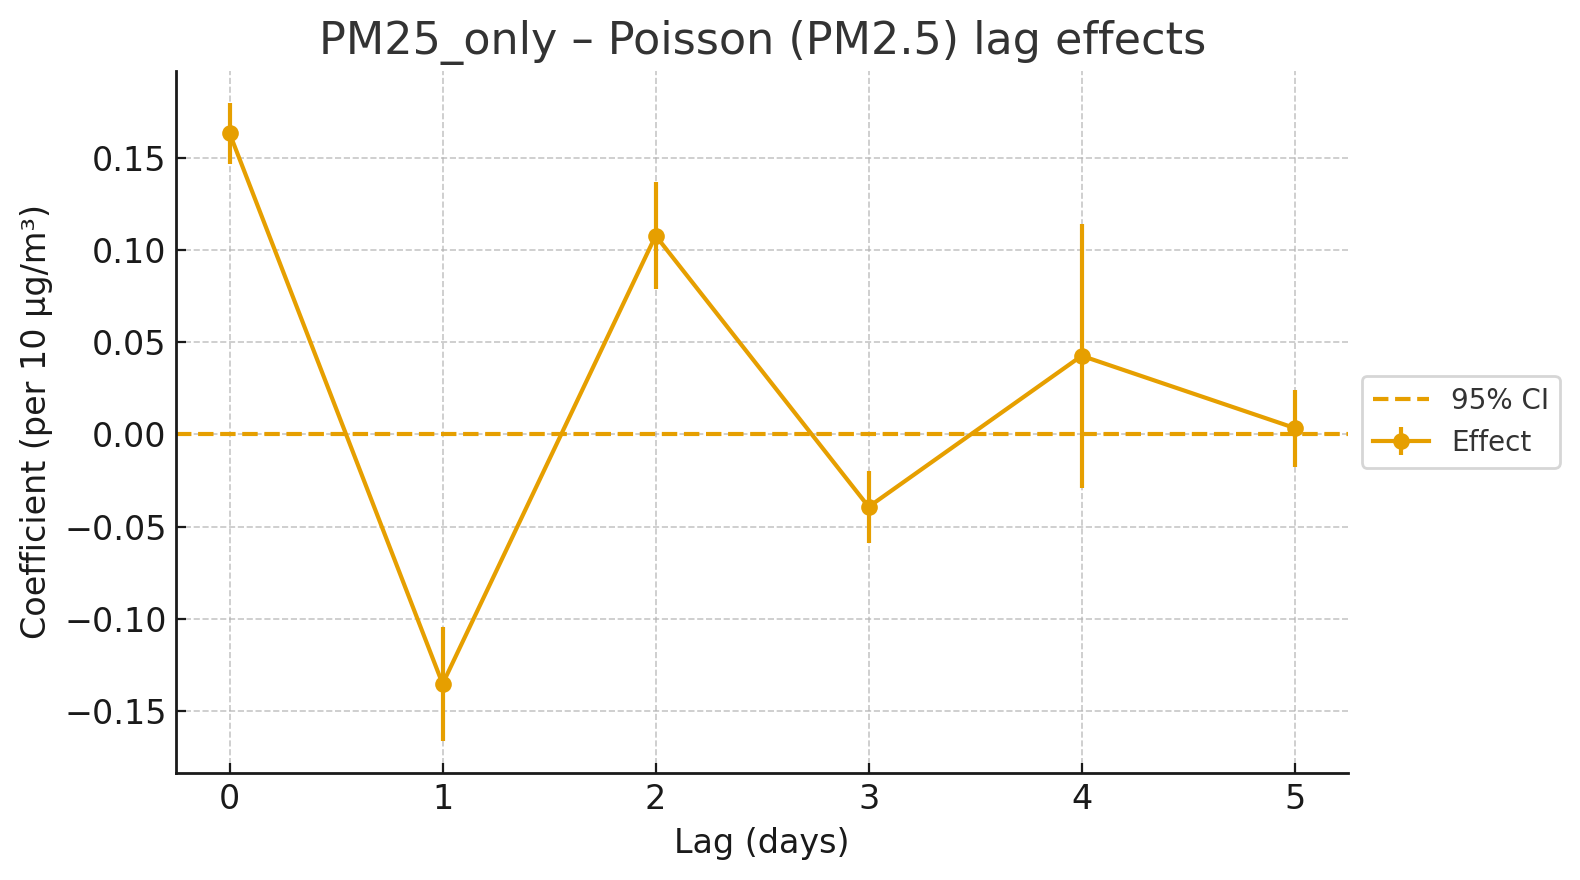 PM25_only – Poisson (PM2.5) lag effects
Coefficient (per 10 µg/m³)
0.15
0.10
0.05
0.00
−0.05
−0.10
−0.15
0 1 2 3 4 5
Lag (days)
95% CI
Effect